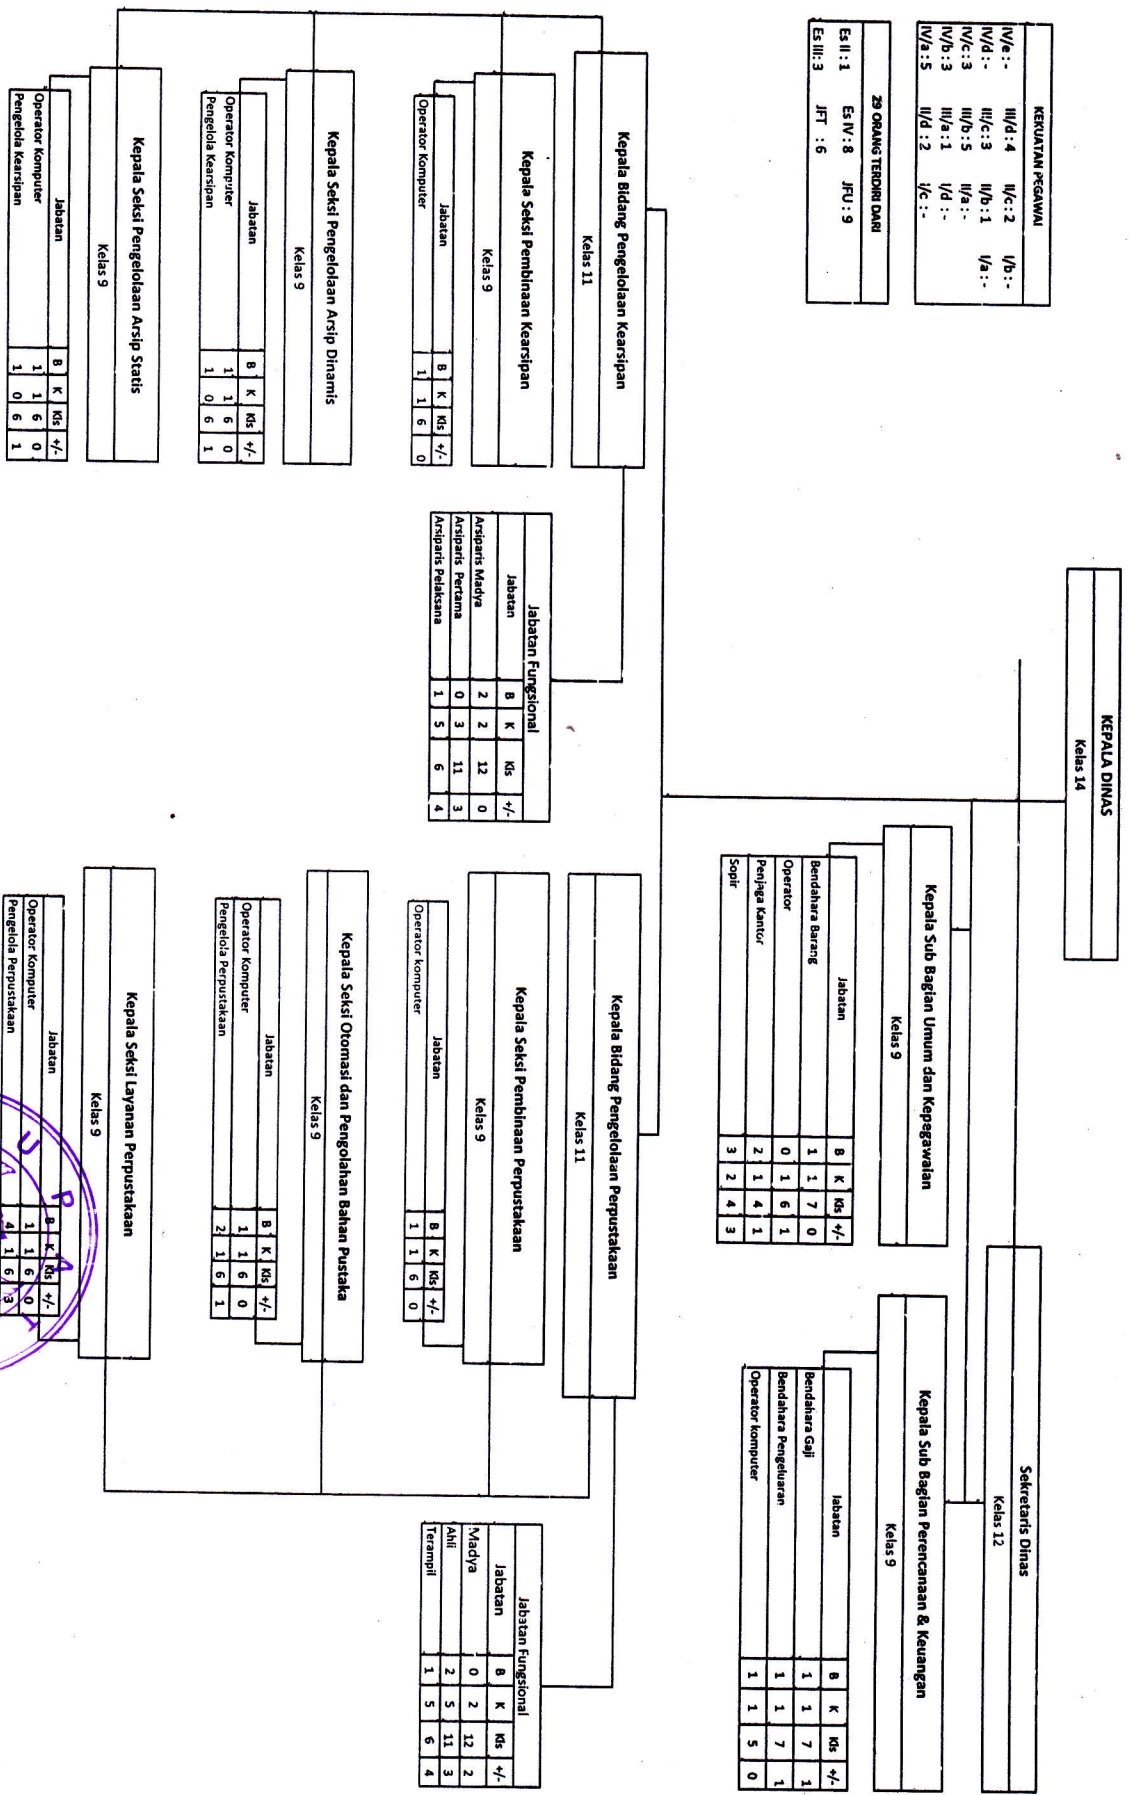 KEPALA DINAS
Kelas 14
KEKUATAN PEGAWAI
IV/e : - III/d : 4 II/c : 2 I/b : -
IV/d : - III/c : 3 II/b : 1 I/a : -
IV/c : 3 III/b : 5 II/a : -
IV/b : 3 III/a : 1 I/d : -
IV/a : 5 II/d : 2 I/c : -
29 ORANG TERDIRI DARI
Es II : 1 Es IV : 8 JFU : 9
Es III: 3 JFT : 6
Sekretaris Dinas
Kelas 12
Kepala Sub Bagian Umum dan Kepegawaian
Kelas 9
Jabatan B K Kls +/-
Bendahara Barang 1 1 7 0
Operator 0 1 6 1
Penjaga Kantor 2 1 4 1
Sopir 3 2 4 3
Kepala Sub Bagian Perencanaan & Keuangan
Kelas 9
Jabatan B K Kls +/-
Bendahara Gaji 1 1 7 1
Bendahara Pengeluaran 1 1 7 1
Operator komputer 1 1 5 0
Kepala Bidang Pengelolaan Kearsipan
Kelas 11
Kepala Seksi Pembinaan Kearsipan
Kelas 9
Jabatan B K Kls +/-
Operator Komputer 1 1 6 0
Jabatan Fungsional
Jabatan B K Kls +/-
Arsiparis Madya 2 2 12 0
Arsiparis Pertama 0 3 11 3
Arsiparis Pelaksana 1 5 6 4
Kepala Seksi Pengelolaan Arsip Dinamis
Kelas 9
Jabatan B K Kls +/-
Operator Komputer 1 1 6 0
Pengelola Kearsipan 1 0 6 1
Kepala Seksi Pengelolaan Arsip Statis
Kelas 9
Jabatan B K Kls +/-
Operator Komputer 1 1 6 0
Pengelola Kearsipan 1 0 6 1
Kepala Bidang Pengelolaan Perpustakaan
Kelas 11
Kepala Seksi Pembinaan Perpustakaan
Kelas 9
Jabatan B K Kls +/-
Operator komputer 1 1 6 0
Jabatan Fungsional
Jabatan B K Kls +/-
Madya 0 2 12 2
Ahli 2 5 11 3
Terampil 1 5 6 4
Kepala Seksi Otomasi dan Pengolahan Bahan Pustaka
Kelas 9
Jabatan B K Kls +/-
Operator Komputer 1 1 6 0
Pengelola Perpustakaan 2 1 6 1
Kepala Seksi Layanan Perpustakaan
Kelas 9
Jabatan B K Kls +/-
Operator Komputer 1 1 6 0
Pengelola Perpustakaan 4 1 6 3
UPAT